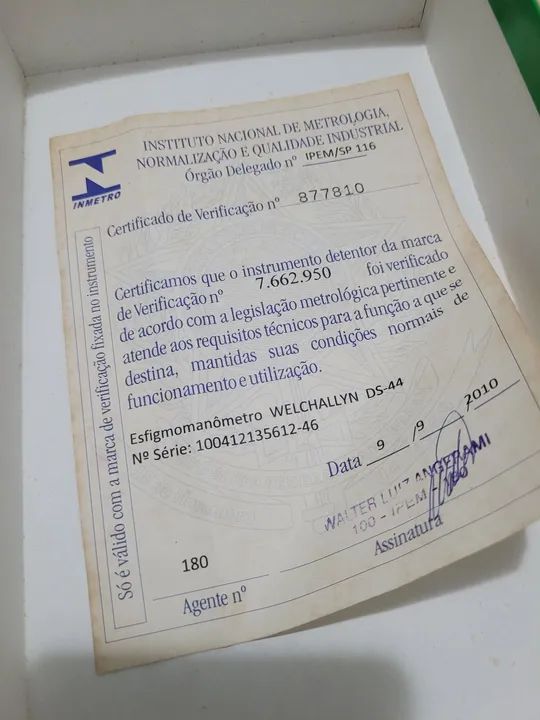 INSTITUTO NACIONAL DE METROLOGIA,
NORMALIZAÇÃO E QUALIDADE INDUSTRIAL
Órgão Delegado nº IPEM/SP 116
INMETRO
Certificado de Verificação nº 877810
Certificamos que o instrumento detentor da marca
de Verificação nº 7.662.950 foi verificado
de acordo com a legislação metrológica pertinente e
atende aos requisitos técnicos para a função a que se
destina, mantidas suas condições normais de
funcionamento e utilização.
Esfigmomanômetro WELCHALLYN DS-44
Nº Série: 100412135612-46
Data 9 /9 /2010
WALTER LUIZ ANGERAMI
100 - IPEM - 180
Assinatura
180
Agente nº
Só é válido com a marca de verificação fixada no instrumento